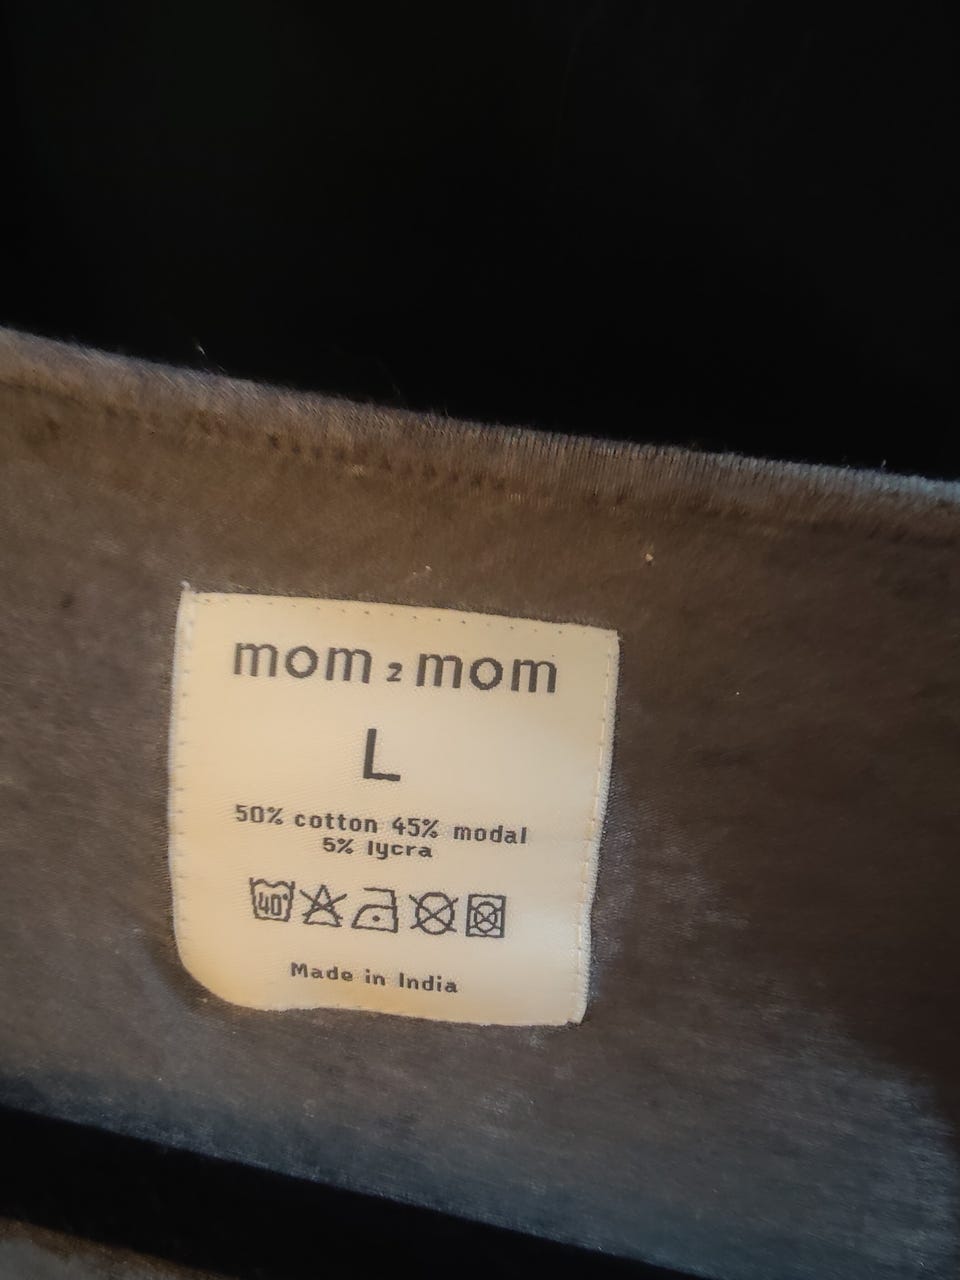 mom 2 mom
L
50% cotton 45% modal
5% lycra
40°
Made in India